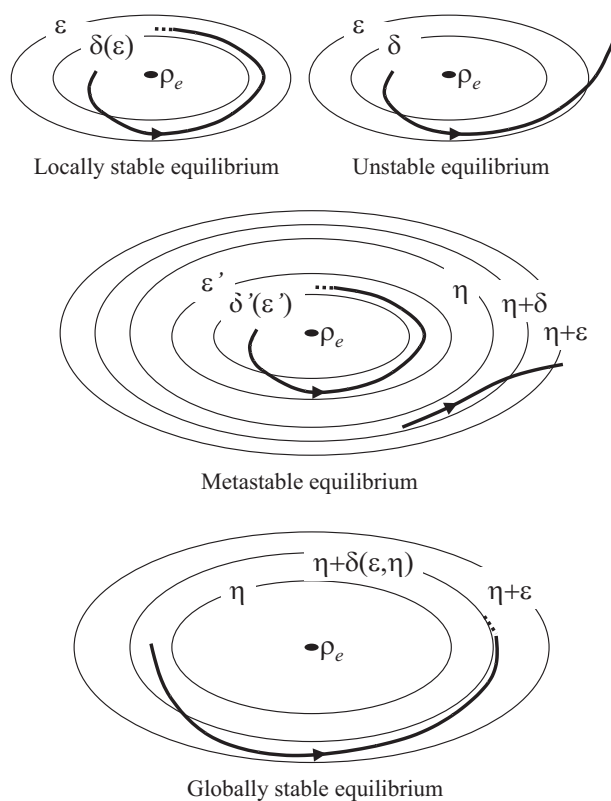 ε
δ(ε)
ρe
Locally stable equilibrium
ε
δ
ρe
Unstable equilibrium
ε’
δ’(ε’)
ρe
η
η+δ
η+ε
Metastable equilibrium
η+δ(ε,η)
η
η+ε
ρe
Globally stable equilibrium